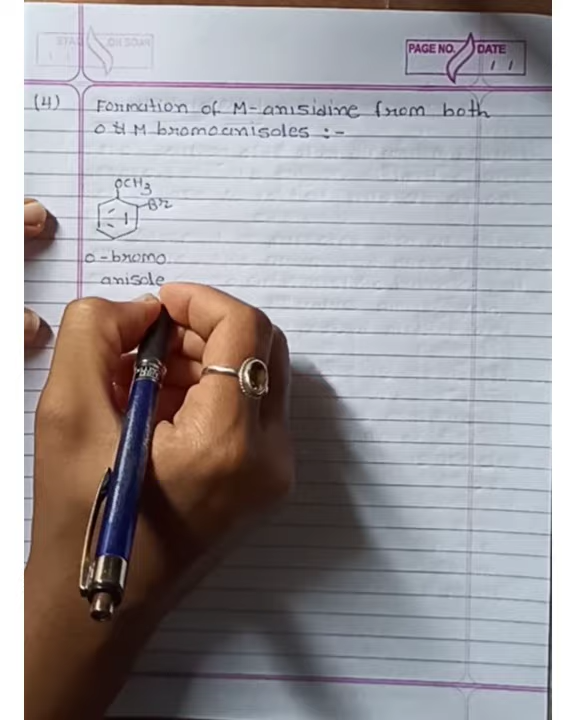 PAGE NO. DATE
(4) Formation of M-anisidine from both
o & M bromoanisoles :-
OCH3
Br
o-bromo
anisole